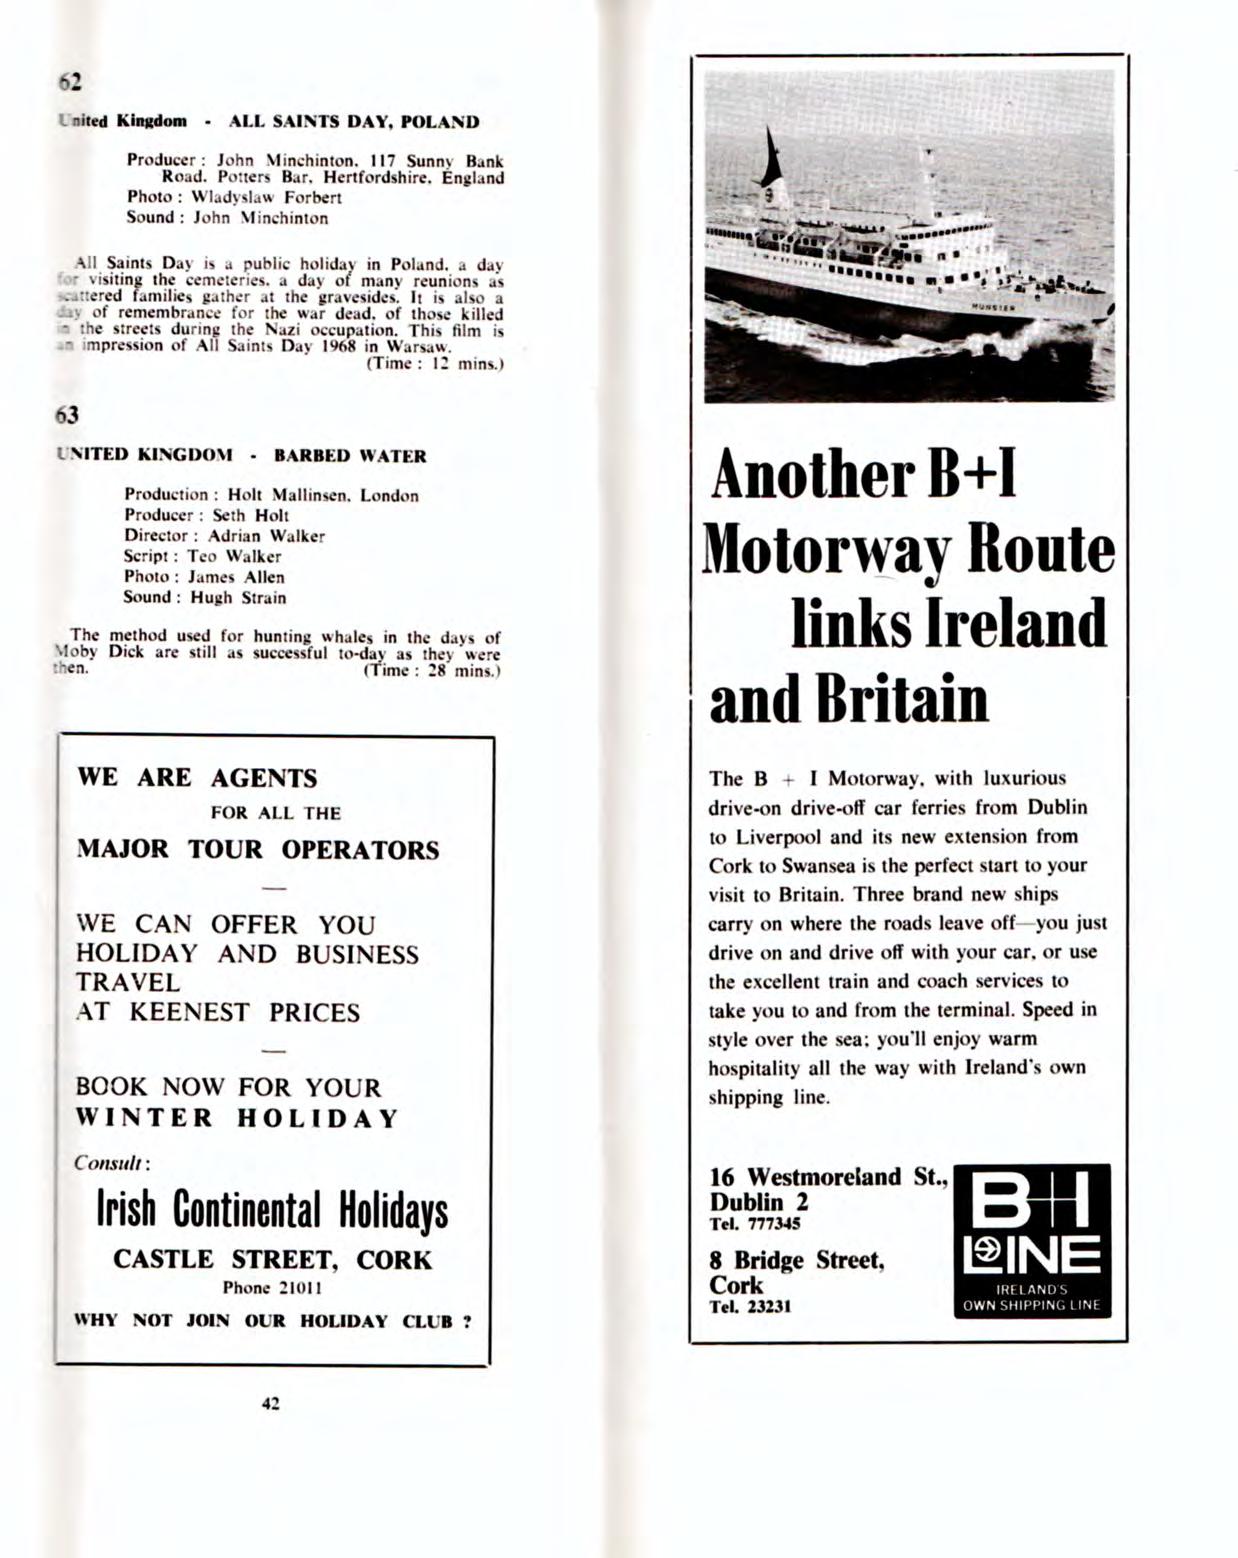 62
United Kingdom - ALL SAINTS DAY, POLAND
Producer : John Minchinton. 117 Sunny Bank
Road. Potters Bar, Hertfordshire. England
Photo : Wladyslaw Forbert
Sound : John Minchinton
All Saints Day is a public holiday in Poland. a day
for visiting the cemeteries. a day of many reunions as
scattered families gather at the gravesides. It is also a
day of remembrance for the war dead. of those killed
in the streets during the Nazi occupation. This film is
an impression of All Saints Day 1968 in Warsaw.
(Time : 12 mins.)
63
UNITED KINGDOM - BARBED WATER
Production : Holt Mallinsen. London
Producer : Seth Holt
Director : Adrian Walker
Script : Teo Walker
Photo : James Allen
Sound : Hugh Strain
The method used for hunting whales in the days of
Moby Dick are still as successful to-day as they were
then. (Time : 28 mins.)
WE ARE AGENTS
FOR ALL THE
MAJOR TOUR OPERATORS
—
WE CAN OFFER YOU
HOLIDAY AND BUSINESS
TRAVEL
AT KEENEST PRICES
—
BOOK NOW FOR YOUR
WINTER HOLIDAY
Consult :
Irish Continental Holidays
CASTLE STREET, CORK
Phone 21011
WHY NOT JOIN OUR HOLIDAY CLUB ?
42
MUNSTER
Another B+I
Motorway Route
links Ireland
and Britain
The B + I Motorway, with luxurious
drive-on drive-off car ferries from Dublin
to Liverpool and its new extension from
Cork to Swansea is the perfect start to your
visit to Britain. Three brand new ships
carry on where the roads leave off—you just
drive on and drive off with your car, or use
the excellent train and coach services to
take you to and from the terminal. Speed in
style over the sea; you'll enjoy warm
hospitality all the way with Ireland's own
shipping line.
16 Westmoreland St.,
Dublin 2
Tel. 777345
8 Bridge Street,
Cork
Tel. 23231
B+I
LINE
IRELAND'S
OWN SHIPPING LINE